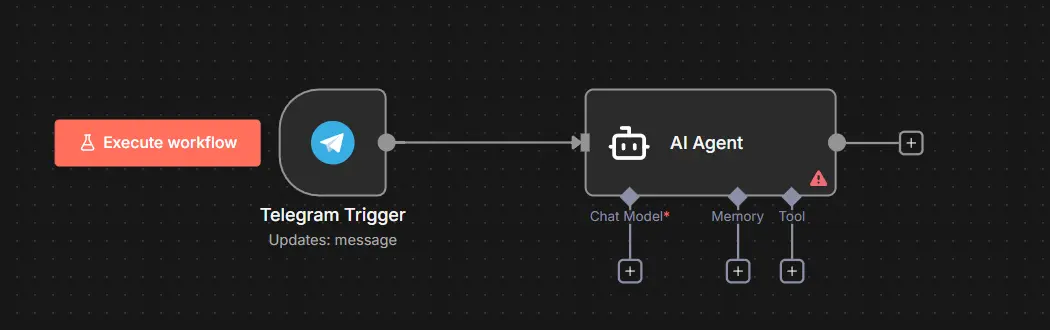 Execute workflow
Telegram Trigger
Updates: message
AI Agent
Chat Model*
Memory
Tool